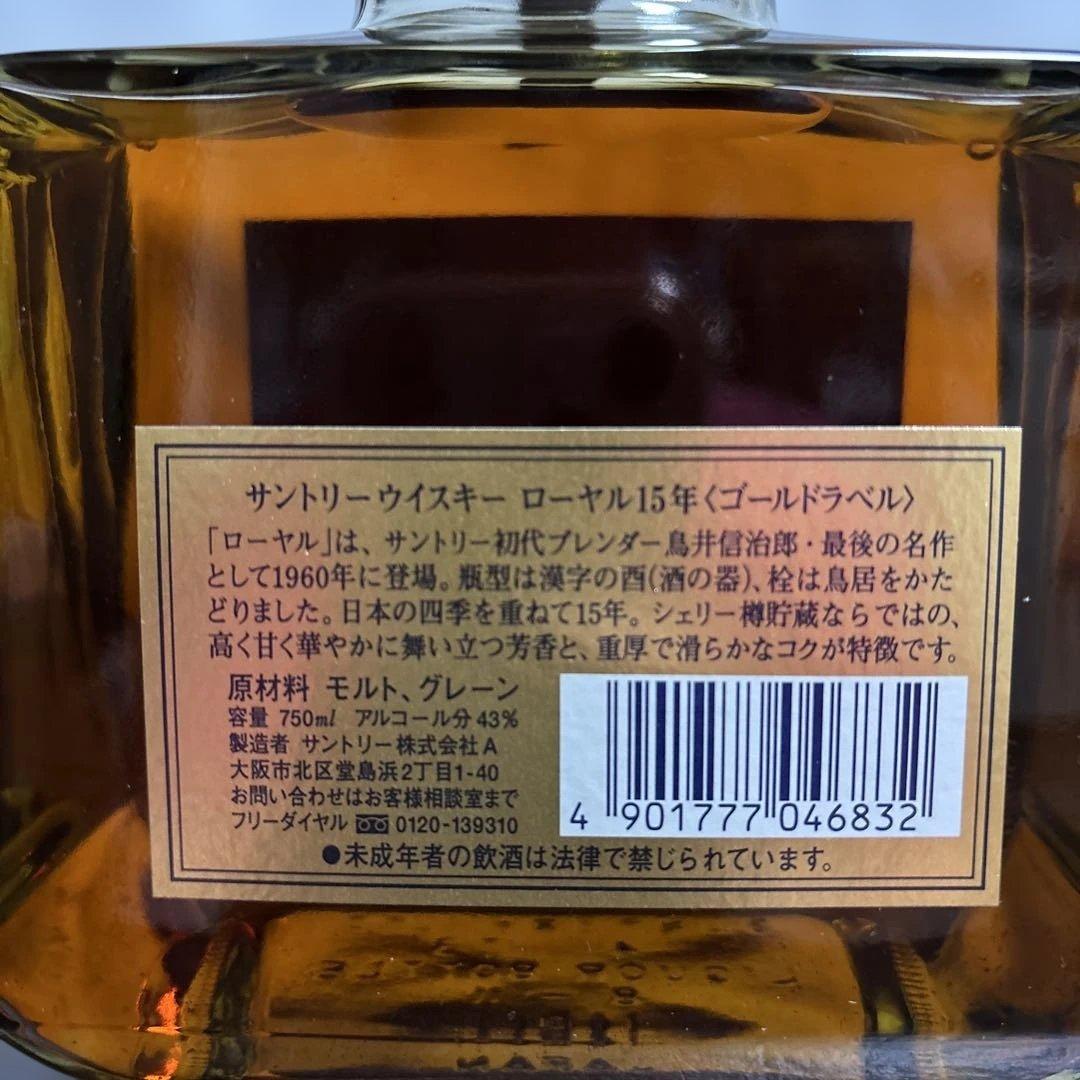 サントリーウイスキー ローヤル15年〈ゴールドラベル〉
「ローヤル」は、サントリー初代ブレンダー鳥井信治郎・最後の名作
として1960年に登場。瓶型は漢字の酉(酒の器)、栓は鳥居をかた
どりました。日本の四季を重ねて15年。シェリー樽貯蔵ならではの、
高く甘く華やかに舞い立つ芳香と、重厚で滑らかなコクが特徴です。
原材料 モルト、グレーン
容量 750ml アルコール分43%
製造者 サントリー株式会社A
大阪市北区堂島浜2丁目1-40
お問い合わせはお客様相談室まで
フリーダイヤル 0120-139310
4 901777 046832
●未成年者の飲酒は法律で禁じられています。